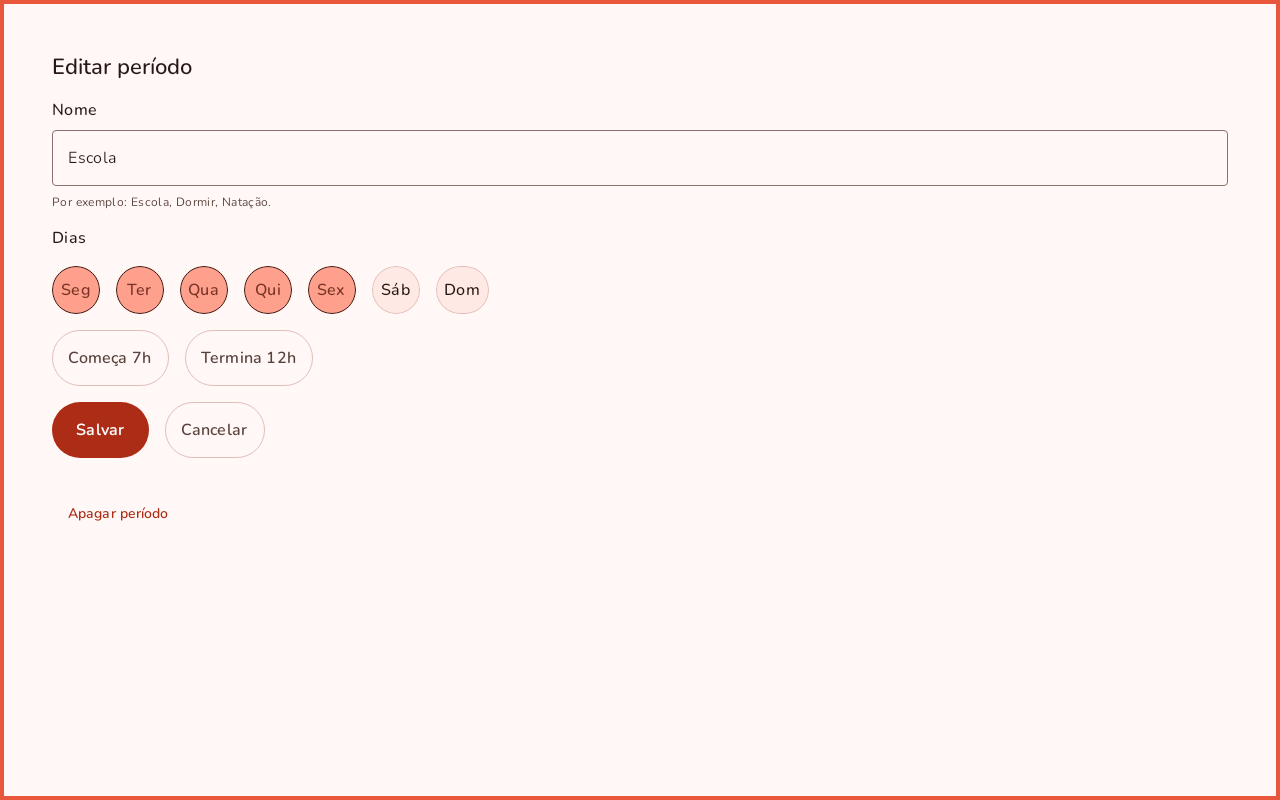 Editar período
Nome
Escola
Por exemplo: Escola, Dormir, Natação.
Dias
Seg Ter Qua Qui Sex Sáb Dom
Começa 7h Termina 12h
Salvar Cancelar
Apagar período